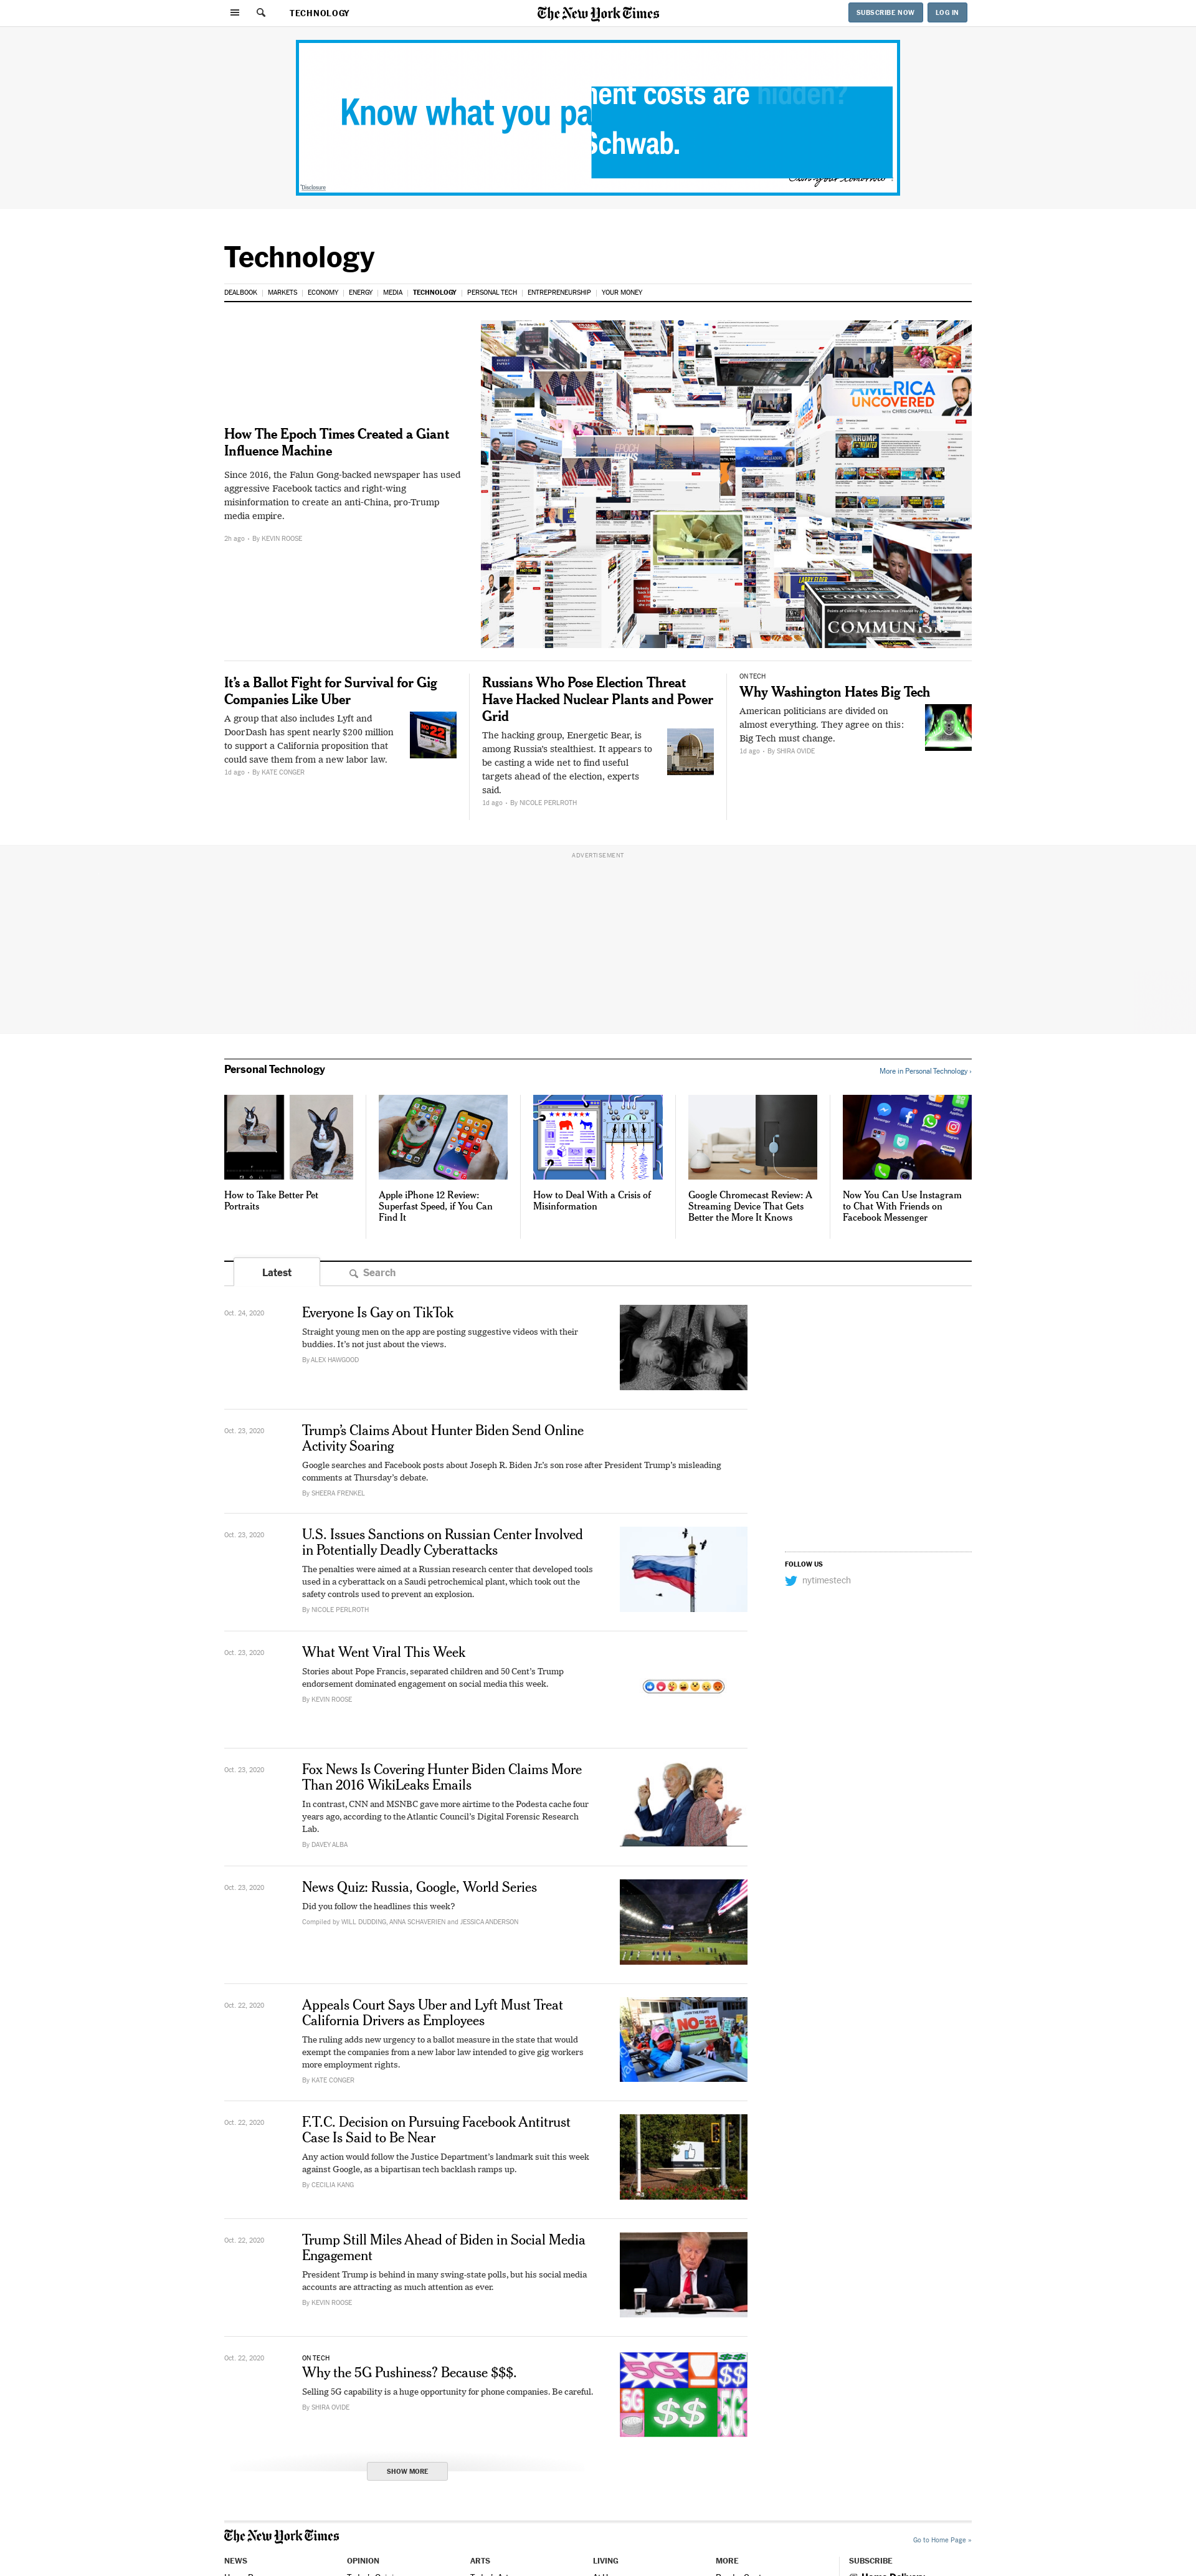 TECHNOLOGY
The New York Times
SUBSCRIBE NOW
LOG IN
Know what you pa
ment costs are hidden?
Schwab.
Own your tomorrow
Disclosure
Technology
DEALBOOK | MARKETS | ECONOMY | ENERGY | MEDIA | TECHNOLOGY | PERSONAL TECH | ENTREPRENEURSHIP | YOUR MONEY
How The Epoch Times Created a Giant
Influence Machine
Since 2016, the Falun Gong-backed newspaper has used
aggressive Facebook tactics and right-wing
misinformation to create an anti-China, pro-Trump
media empire.
2h ago • By KEVIN ROOSE
AMERICA
UNCOVERED
WITH CHRIS CHAPPELL
EPOCH
NEWS
TRUMP
LARRY ELDER
COMMUNISM
It’s a Ballot Fight for Survival for Gig
Companies Like Uber
A group that also includes Lyft and
DoorDash has spent nearly $200 million
to support a California proposition that
could save them from a new labor law.
1d ago • By KATE CONGER
NO
22
Russians Who Pose Election Threat
Have Hacked Nuclear Plants and Power
Grid
The hacking group, Energetic Bear, is
among Russia’s stealthiest. It appears to
be casting a wide net to find useful
targets ahead of the election, experts
said.
1d ago • By NICOLE PERLROTH
ON TECH
Why Washington Hates Big Tech
American politicians are divided on
almost everything. They agree on this:
Big Tech must change.
1d ago • By SHIRA OVIDE
ADVERTISEMENT
Personal Technology
More in Personal Technology ›
Messenger
Facebook
WhatsApp
Instagram
How to Take Better Pet
Portraits
Apple iPhone 12 Review:
Superfast Speed, if You Can
Find It
How to Deal With a Crisis of
Misinformation
Google Chromecast Review: A
Streaming Device That Gets
Better the More It Knows
Now You Can Use Instagram
to Chat With Friends on
Facebook Messenger
Latest
Search
Oct. 24, 2020
Everyone Is Gay on TikTok
Straight young men on the app are posting suggestive videos with their
buddies. It’s not just about the views.
By ALEX HAWGOOD
Oct. 23, 2020
Trump’s Claims About Hunter Biden Send Online
Activity Soaring
Google searches and Facebook posts about Joseph R. Biden Jr.’s son rose after President Trump’s misleading
comments at Thursday’s debate.
By SHEERA FRENKEL
Oct. 23, 2020
U.S. Issues Sanctions on Russian Center Involved
in Potentially Deadly Cyberattacks
The penalties were aimed at a Russian research center that developed tools
used in a cyberattack on a Saudi petrochemical plant, which took out the
safety controls used to prevent an explosion.
By NICOLE PERLROTH
FOLLOW US
nytimestech
Oct. 23, 2020
What Went Viral This Week
Stories about Pope Francis, separated children and 50 Cent’s Trump
endorsement dominated engagement on social media this week.
By KEVIN ROOSE
Oct. 23, 2020
Fox News Is Covering Hunter Biden Claims More
Than 2016 WikiLeaks Emails
In contrast, CNN and MSNBC gave more airtime to the Podesta cache four
years ago, according to the Atlantic Council’s Digital Forensic Research
Lab.
By DAVEY ALBA
Oct. 23, 2020
News Quiz: Russia, Google, World Series
Did you follow the headlines this week?
Compiled by WILL DUDDING, ANNA SCHAVERIEN and JESSICA ANDERSON
Oct. 22, 2020
Appeals Court Says Uber and Lyft Must Treat
California Drivers as Employees
The ruling adds new urgency to a ballot measure in the state that would
exempt the companies from a new labor law intended to give gig workers
more employment rights.
By KATE CONGER
NO
22
Oct. 22, 2020
F.T.C. Decision on Pursuing Facebook Antitrust
Case Is Said to Be Near
Any action would follow the Justice Department’s landmark suit this week
against Google, as a bipartisan tech backlash ramps up.
By CECILIA KANG
Oct. 22, 2020
Trump Still Miles Ahead of Biden in Social Media
Engagement
President Trump is behind in many swing-state polls, but his social media
accounts are attracting as much attention as ever.
By KEVIN ROOSE
Oct. 22, 2020
ON TECH
Why the 5G Pushiness? Because $$$.
Selling 5G capability is a huge opportunity for phone companies. Be careful.
By SHIRA OVIDE
5G
$$
5G
$$
5G
SHOW MORE
The New York Times
Go to Home Page »
NEWS
OPINION
ARTS
LIVING
MORE
SUBSCRIBE